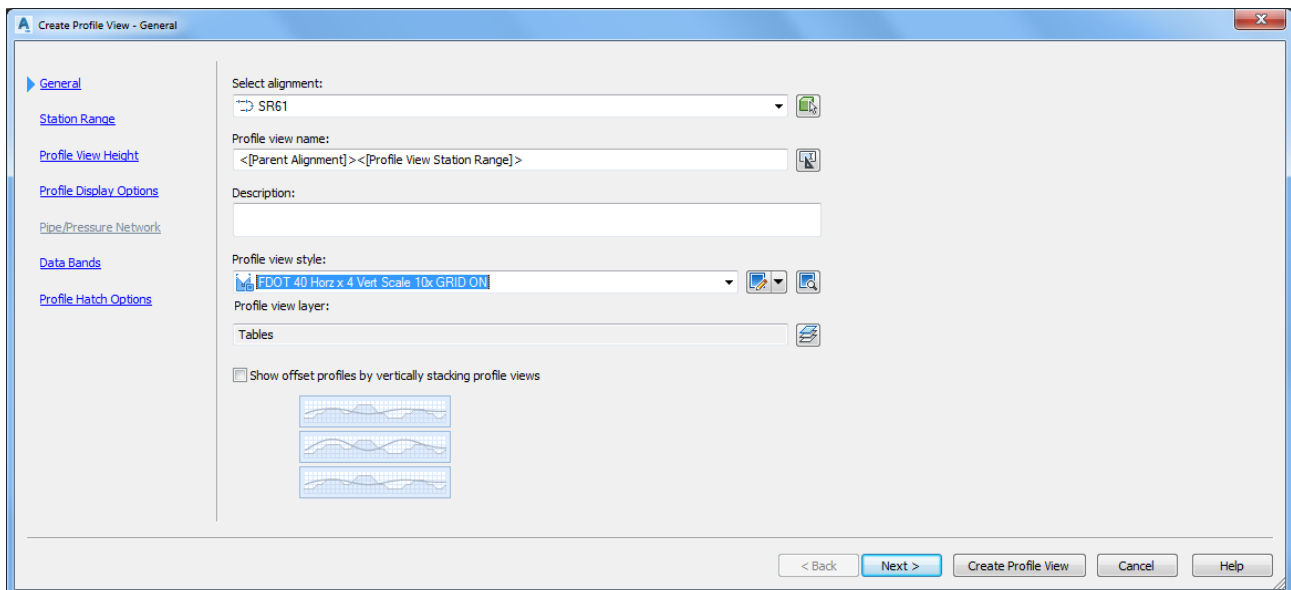 Create Profile View - General
General
Station Range
Profile View Height
Profile Display Options
Pipe/Pressure Network
Data Bands
Profile Hatch Options
Select alignment:
SR61
Profile view name:
<[Parent Alignment]><[Profile View Station Range]>
Description:
Profile view style:
FDOT 40 Horz x 4 Vert Scale 10x GRID ON
Profile view layer:
Tables
Show offset profiles by vertically stacking profile views
< Back Next > Create Profile View Cancel Help